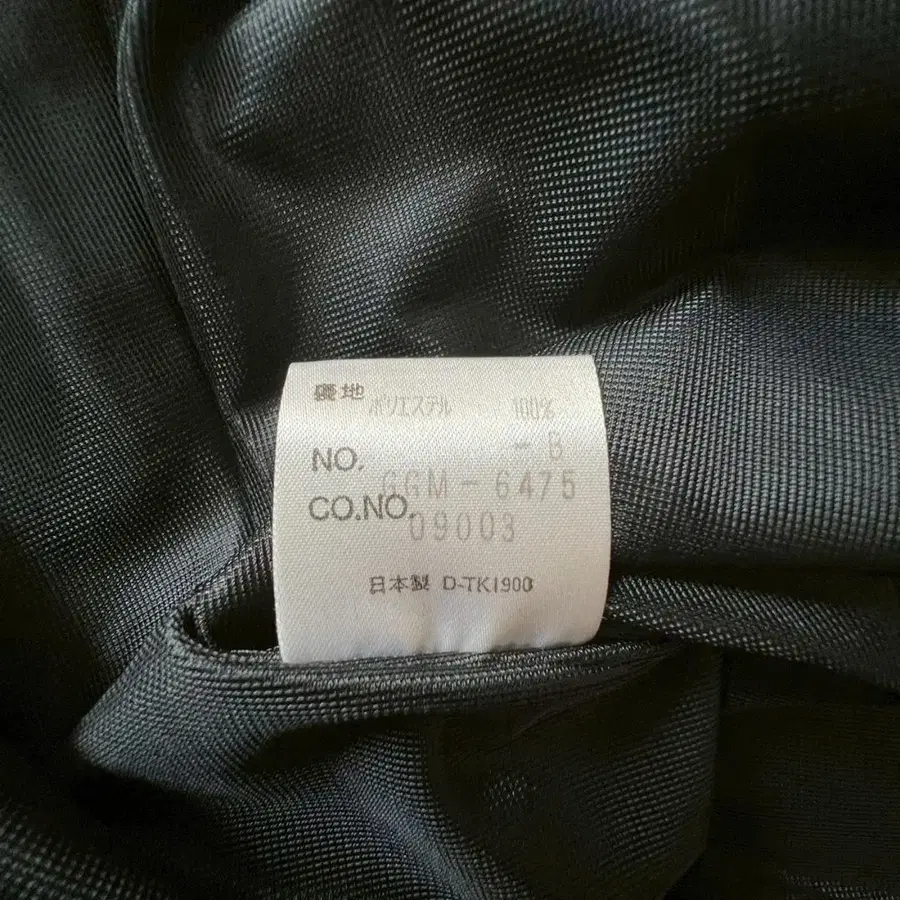 裏地 ポリエステル 100%
- B
NO. GGM - 6475
CO.NO. 09003
日本製 D-TK1900